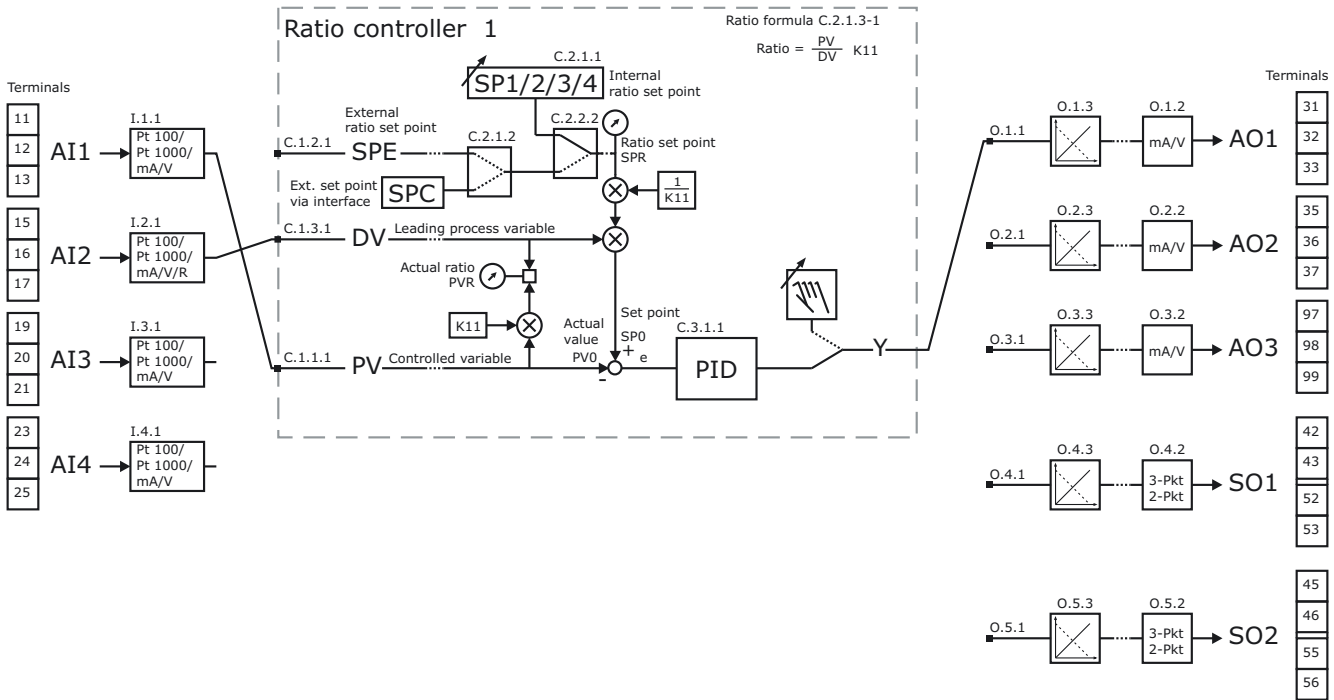 Ratio controller 1
Ratio formula C.2.1.3-1
Ratio = PV/DV K11
Terminals
11
12
13
AI1
I.1.1
Pt 100/
Pt 1000/
mA/V
15
16
17
AI2
I.2.1
Pt 100/
Pt 1000/
mA/V/R
19
20
21
AI3
I.3.1
Pt 100/
Pt 1000/
mA/V
23
24
25
AI4
I.4.1
Pt 100/
Pt 1000/
mA/V
C.2.1.1
SP1/2/3/4
Internal
ratio set point
External
ratio set point
C.1.2.1
SPE
C.2.1.2
C.2.2.2
Ratio set point
SPR
Ext. set point
via interface
SPC
1
K11
C.1.3.1
DV
Leading process variable
Actual ratio
PVR
K11
Actual
value
PV0
Set point
SP0
+
e
-
C.1.1.1
PV
Controlled variable
C.3.1.1
PID
Y
Terminals
O.1.1
O.1.3
O.1.2
mA/V
AO1
31
32
33
O.2.1
O.2.3
O.2.2
mA/V
AO2
35
36
37
O.3.1
O.3.3
O.3.2
mA/V
AO3
97
98
99
O.4.1
O.4.3
O.4.2
3-Pkt
2-Pkt
SO1
42
43
52
53
O.5.1
O.5.3
O.5.2
3-Pkt
2-Pkt
SO2
45
46
55
56